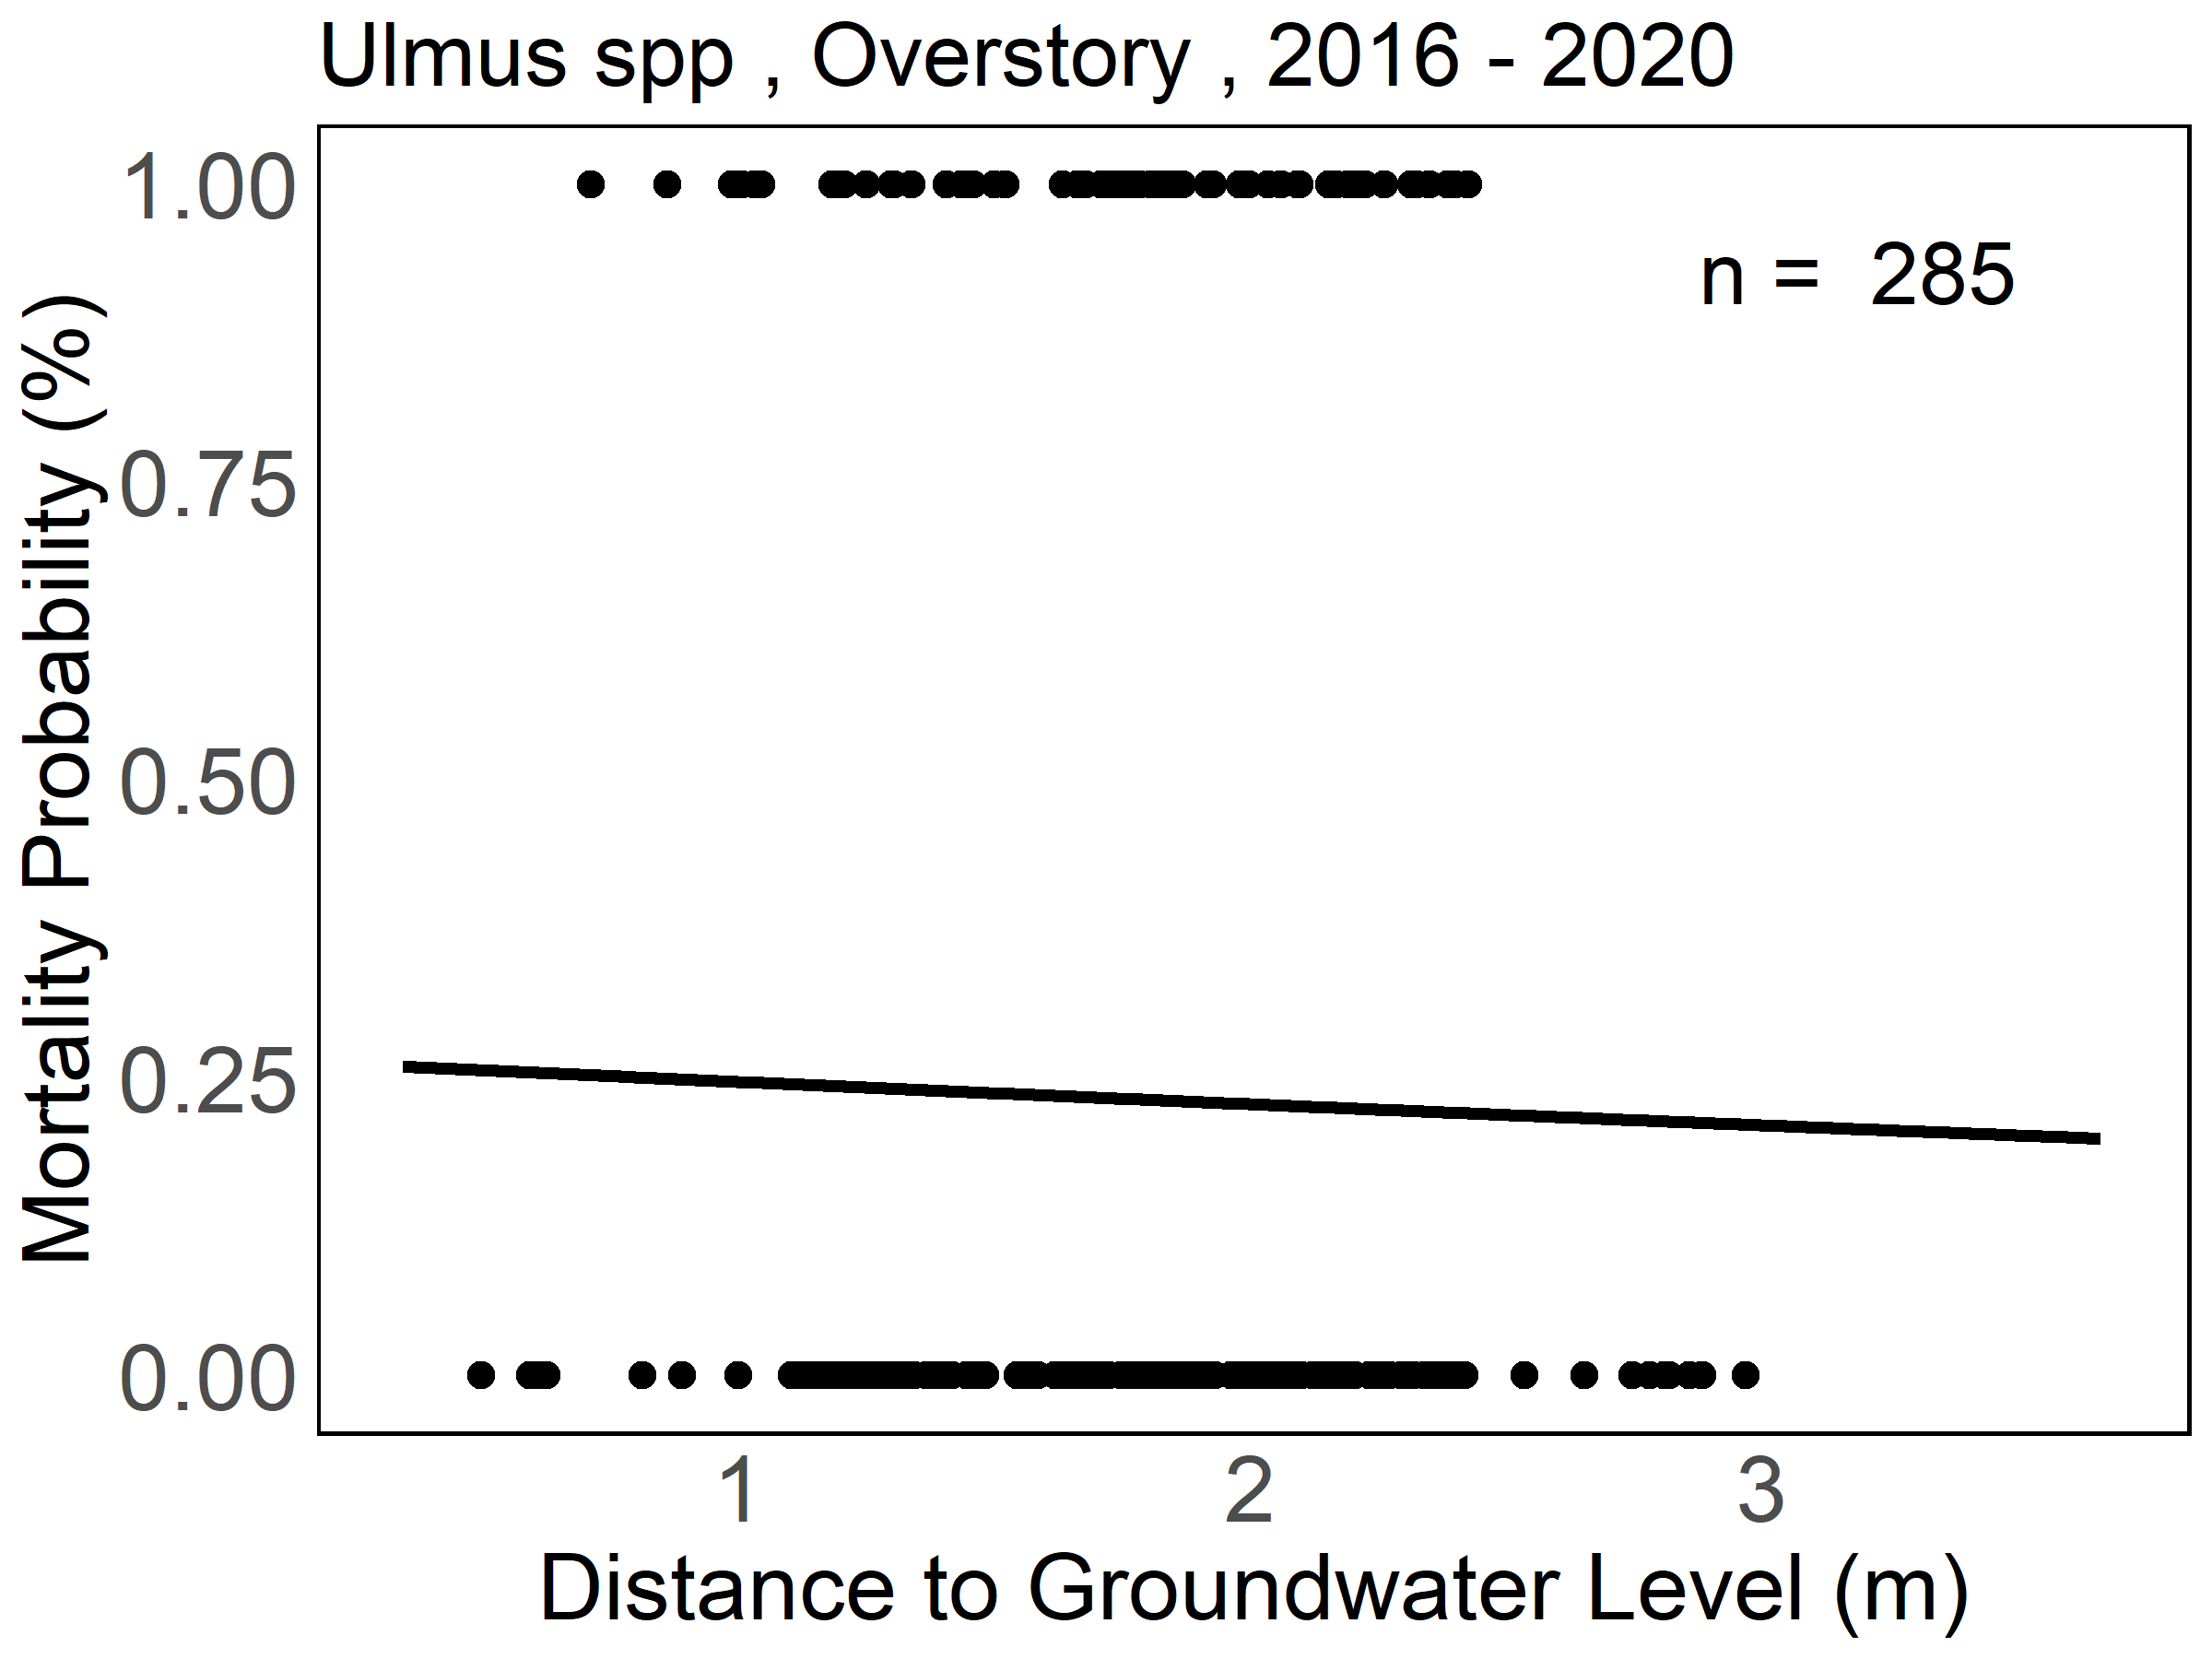 Ulmus spp , Overstory , 2016 - 2020
Mortality Probability (%)
1.00
0.75
0.50
0.25
0.00
n = 285
1 2 3
Distance to Groundwater Level (m)